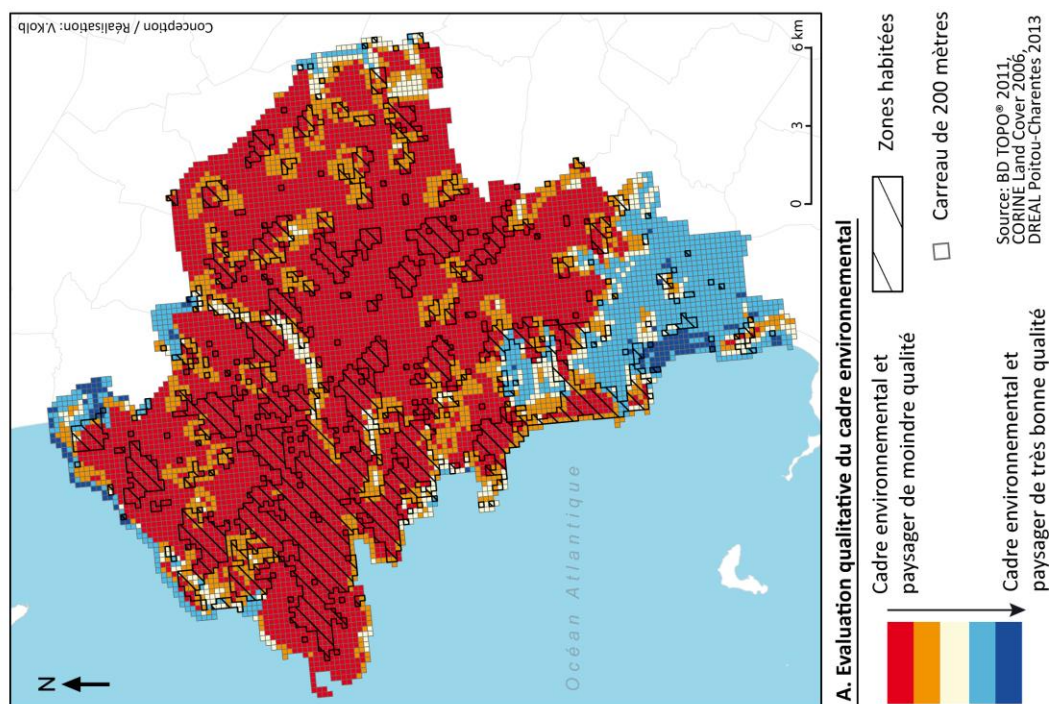 N
Conception / Réalisation: V.Kolb
Océan Atlantique
0 3 6 km
A. Evaluation qualitative du cadre environnemental
Cadre environnemental et
paysager de moindre qualité
Cadre environnemental et
paysager de très bonne qualité
Zones habitées
Carreau de 200 mètres
Source: BD TOPO® 2011,
CORINE Land Cover 2006,
DREAL Poitou-Charentes 2013